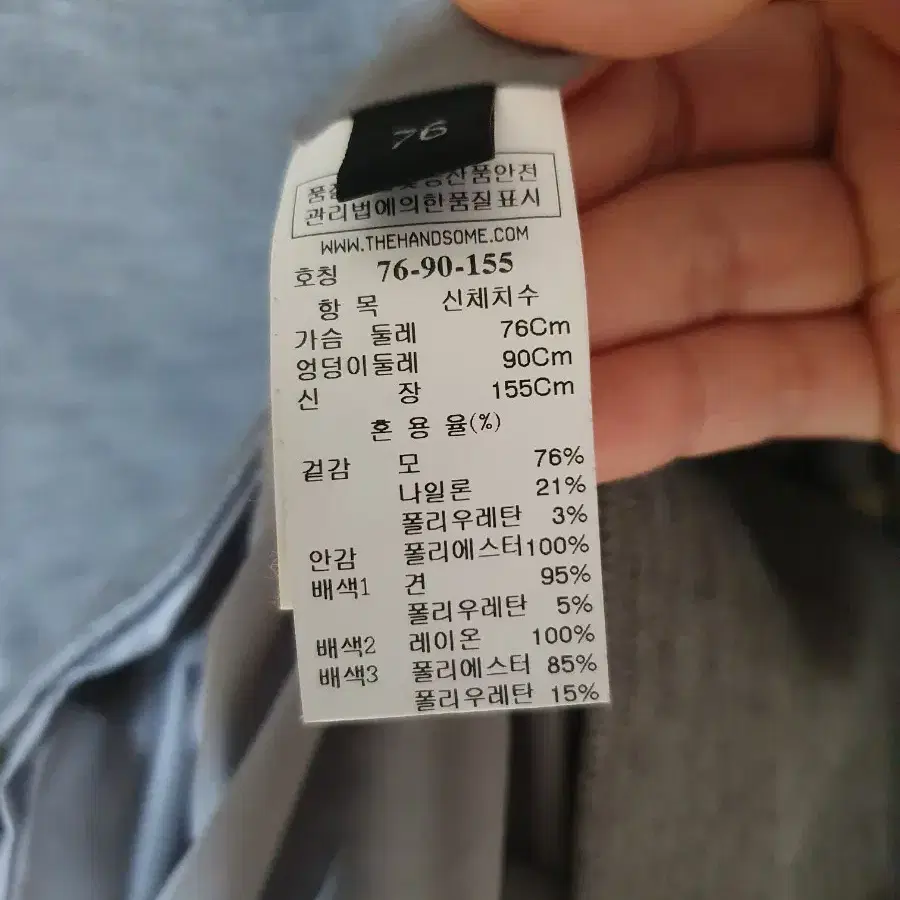 76
관리법에의한품질표시
WWW.THEHANDSOME.COM
호칭 76-90-155
항 목 신체치수
가슴 둘레 76Cm
엉덩이둘레 90Cm
신 장 155Cm
혼 용 율(%)
겉감 모 76%
나일론 21%
폴리우레탄 3%
안감 폴리에스터100%
배색1 견 95%
폴리우레탄 5%
배색2 레이온 100%
배색3 폴리에스터 85%
폴리우레탄 15%